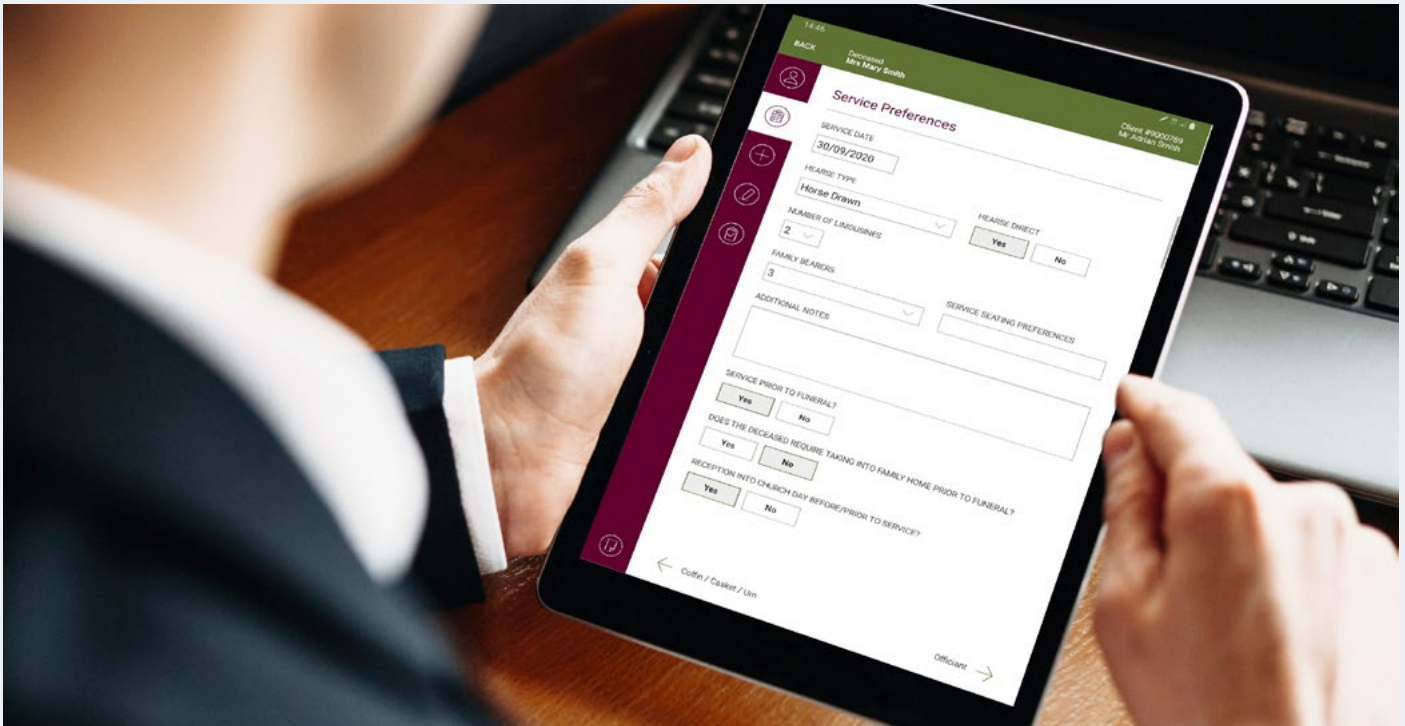 14:46
BACK
Deceased
Mrs Mary Smith
Client #9000789
Mr Adrian Smith
Service Preferences
SERVICE DATE
30/09/2020
HEARSE TYPE
Horse Drawn
HEARSE DIRECT
Yes No
NUMBER OF LIMOUSINES
2
FAMILY BEARERS
3
SERVICE SEATING PREFERENCES
ADDITIONAL NOTES
SERVICE PRIOR TO FUNERAL?
Yes No
DOES THE DECEASED REQUIRE TAKING INTO FAMILY HOME PRIOR TO FUNERAL?
Yes No
RECEPTION INTO CHURCH DAY BEFORE/PRIOR TO SERVICE?
Yes No
Coffin / Casket / Urn
Officiant